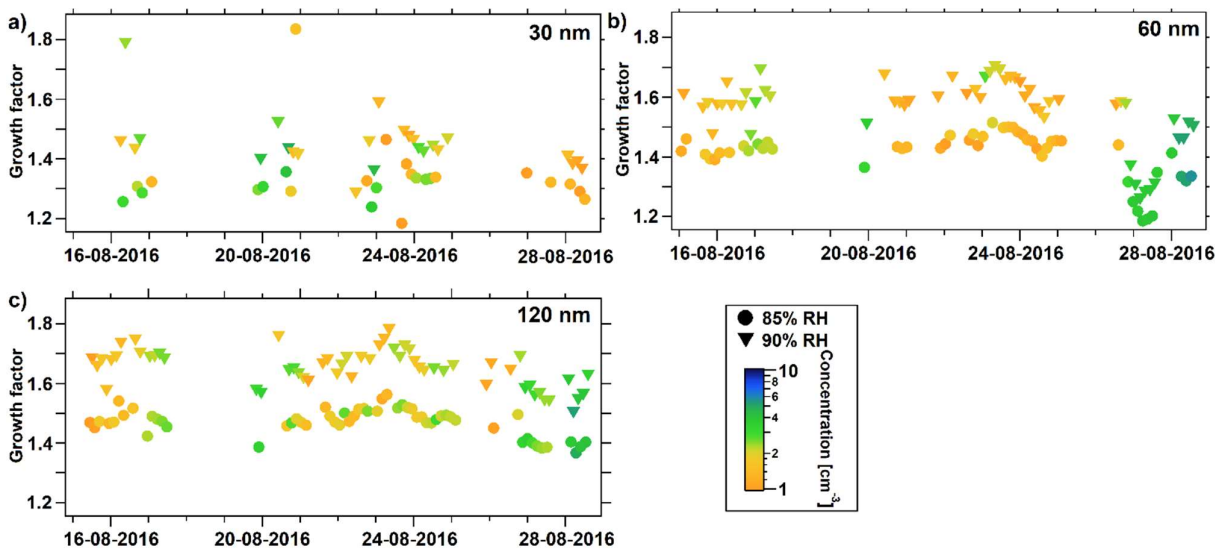 a)
30 nm
Growth factor
1.8
1.6
1.4
1.2
16-08-2016 20-08-2016 24-08-2016 28-08-2016
b)
60 nm
Growth factor
1.8
1.6
1.4
1.2
16-08-2016 20-08-2016 24-08-2016 28-08-2016
c)
120 nm
Growth factor
1.8
1.6
1.4
1.2
16-08-2016 20-08-2016 24-08-2016 28-08-2016
85% RH
90% RH
10
8
6
4
2
1
Concentration [cm-3]